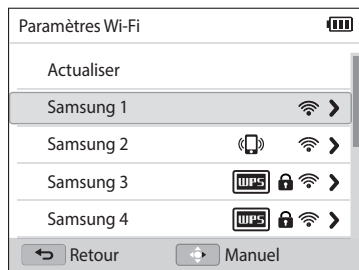 Paramètres Wi-Fi
Actualiser
Samsung 1
Samsung 2
Samsung 3 WPS
Samsung 4 WPS
Retour Manuel